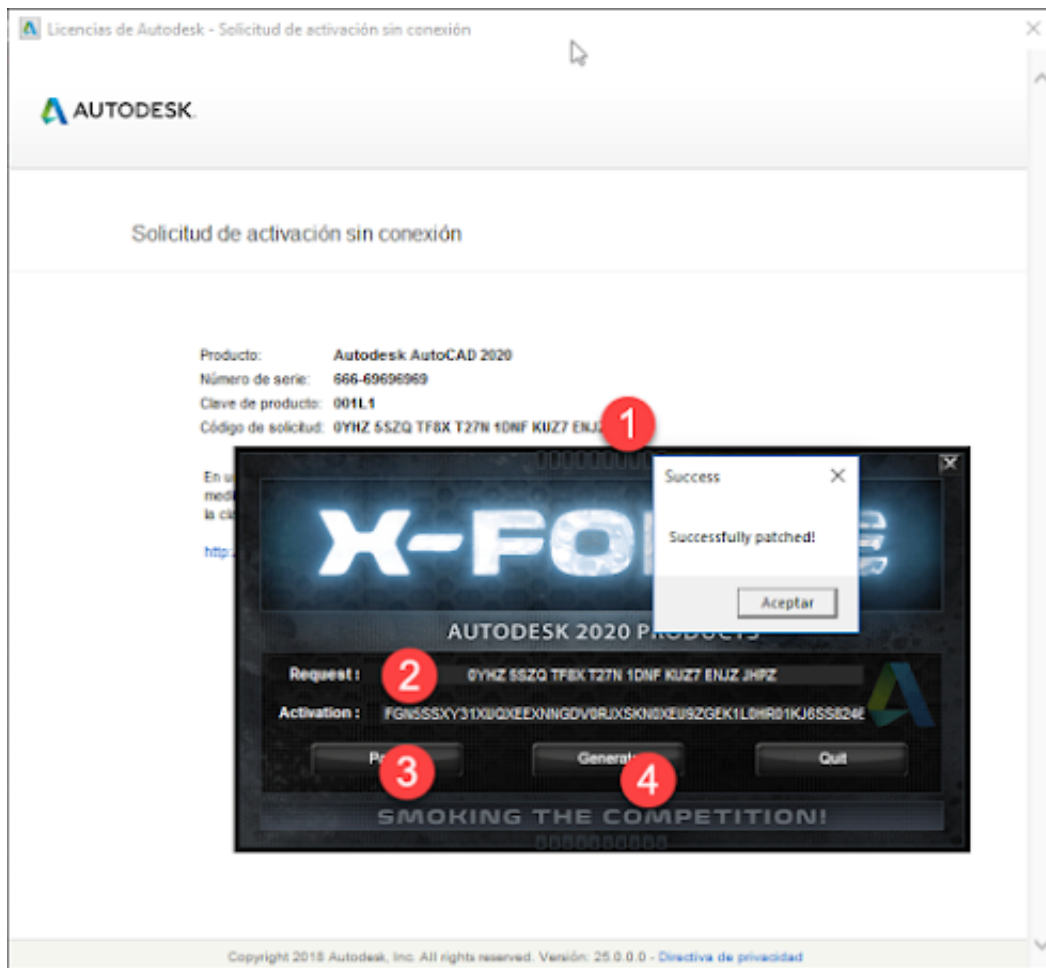 Licencias de Autodesk - Solicitud de activación sin conexión
AUTODESK
Solicitud de activación sin conexión
Producto: Autodesk AutoCAD 2020
Número de serie: 666-69696969
Clave de producto: 001L1
Código de solicitud: 0YHZ 5SZQ TF8X T27N 1DNF KUZ7
1
En
la
http:
Success
Successfully patched!
Aceptar
AUTODESK 2020
Request : 2 0YHZ 5SZQ TF8X T27N 1DNF KUZ7 ENJZ JHPZ
Activation :
3
4
Quit
SMOKING THE COMPETITION!
Copyright 2018 Autodesk, Inc. All rights reserved. Versión: 25.0.0.0 - Directiva de privacidad